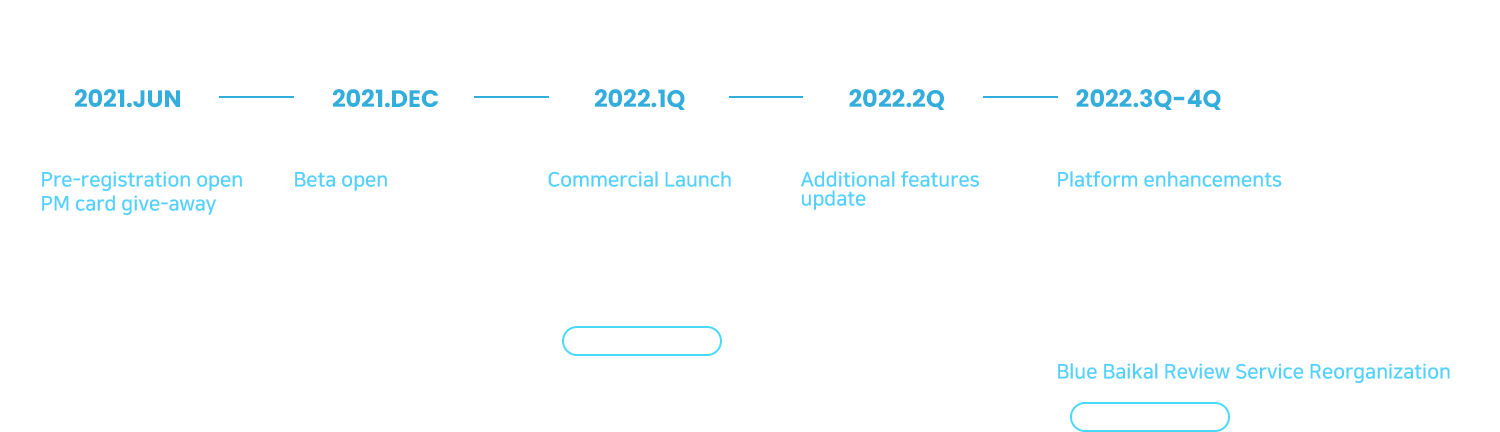 2021.JUN
2021.DEC
2022.1Q
2022.2Q
2022.3Q-4Q
Pre-registration open
PM card give-away
Beta open
Commercial Launch
Additional features
update
Platform enhancements
Blue Baikal Review Service Reorganization